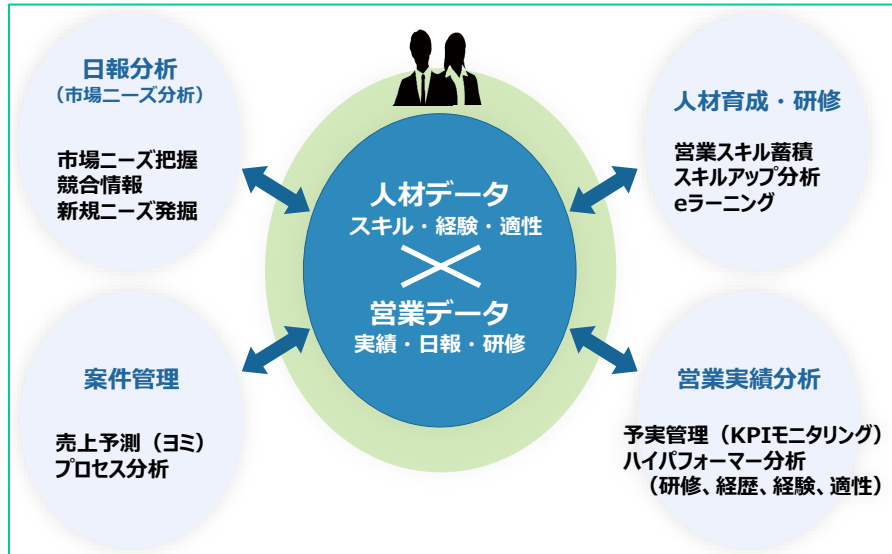 日報分析
（市場ニーズ分析）
市場ニーズ把握
競合情報
新規ニーズ発掘
人材データ
スキル・経験・適性
営業データ
実績・日報・研修
人材育成・研修
営業スキル蓄積
スキルアップ分析
eラーニング
案件管理
売上予測（ヨミ）
プロセス分析
営業実績分析
予実管理（KPIモニタリング）
ハイパフォーマー分析
（研修、経歴、経験、適性）